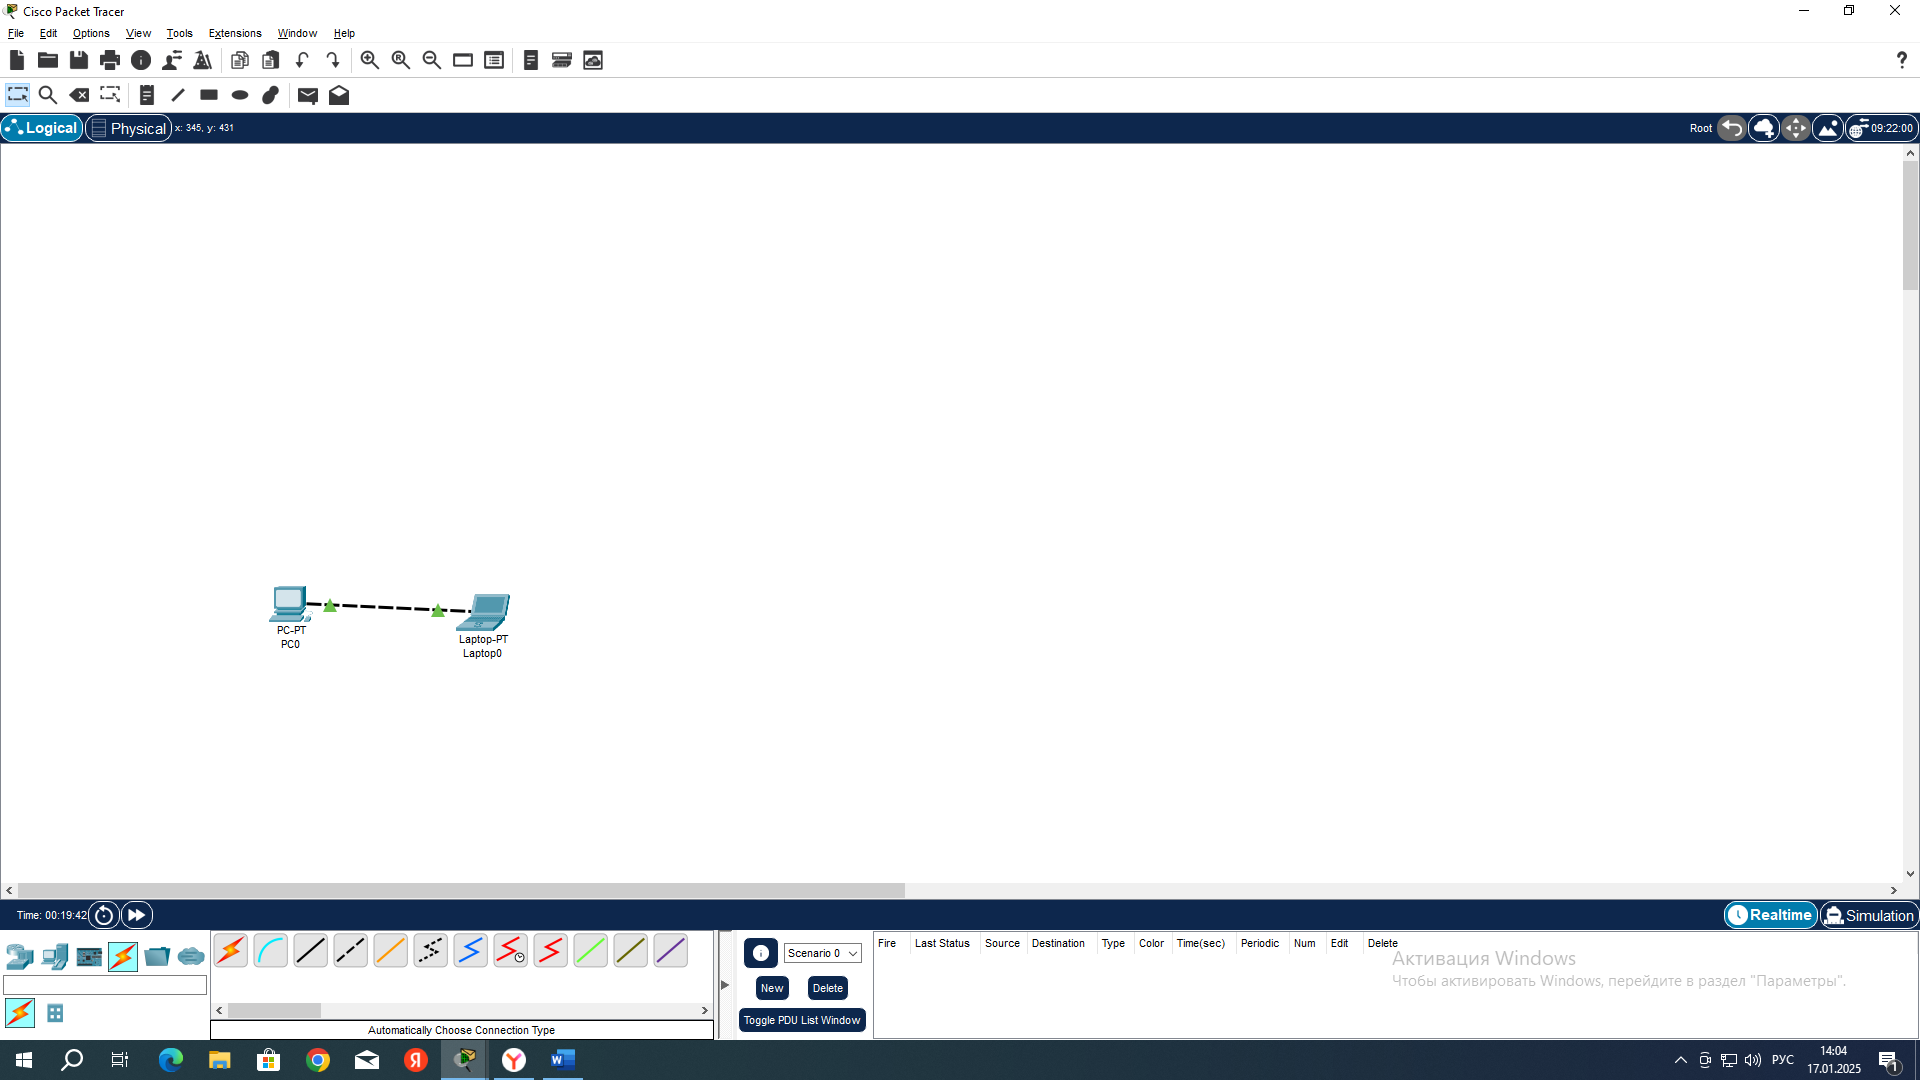 Cisco Packet Tracer
File Edit Options View Tools Extensions Window Help
?
Logical Physical x: 345, y: 431 Root 09:22:00
PC-PT
PC0
Laptop-PT
Laptop0
Time: 00:19:42 Realtime Simulation
Scenario 0
New Delete
Toggle PDU List Window
Fire Last Status Source Destination Type Color Time(sec) Periodic Num Edit Delete
Активация Windows
Чтобы активировать Windows, перейдите в раздел "Параметры".
Automatically Choose Connection Type
РУС
14:04
17.01.2025
1